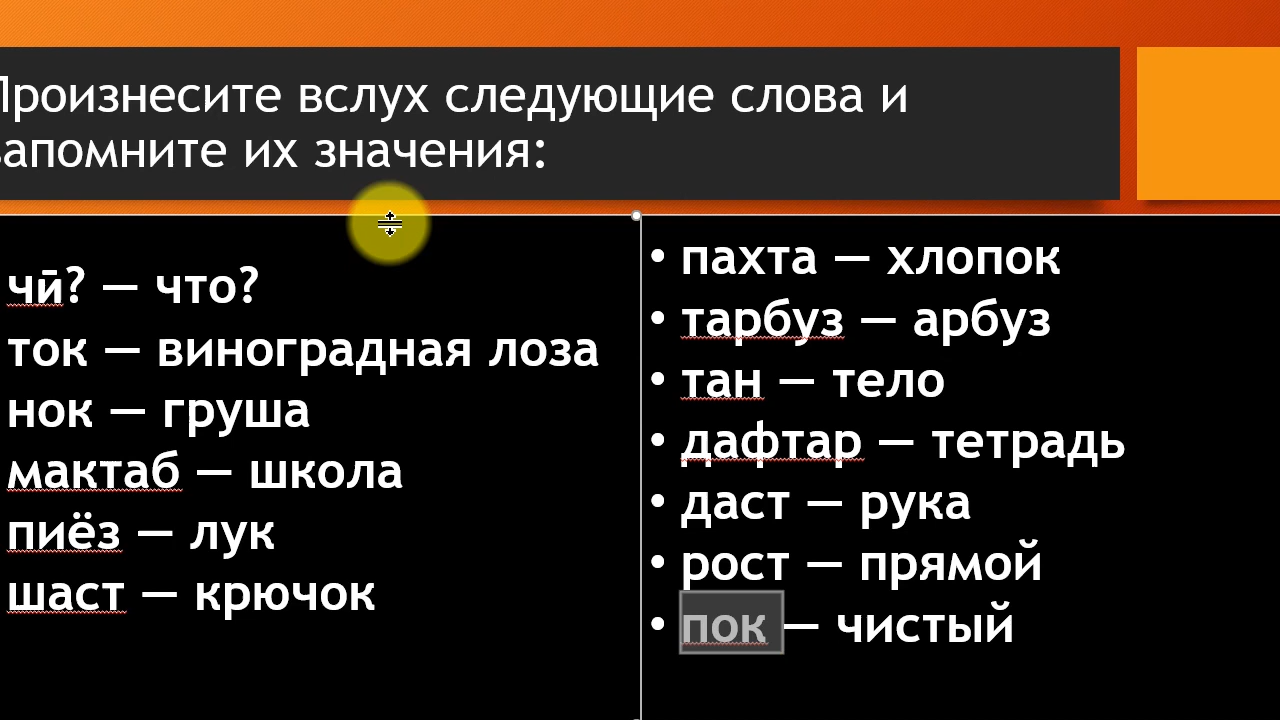 Произнесите вслух следующие слова и
запомните их значения:
чӣ? — что?
ток — виноградная лоза
нок — груша
мактаб — школа
пиёз — лук
шаст — крючок
• пахта — хлопок
• тарбуз — арбуз
• тан — тело
• дафтар — тетрадь
• даст — рука
• рост — прямой
• пок — чистый